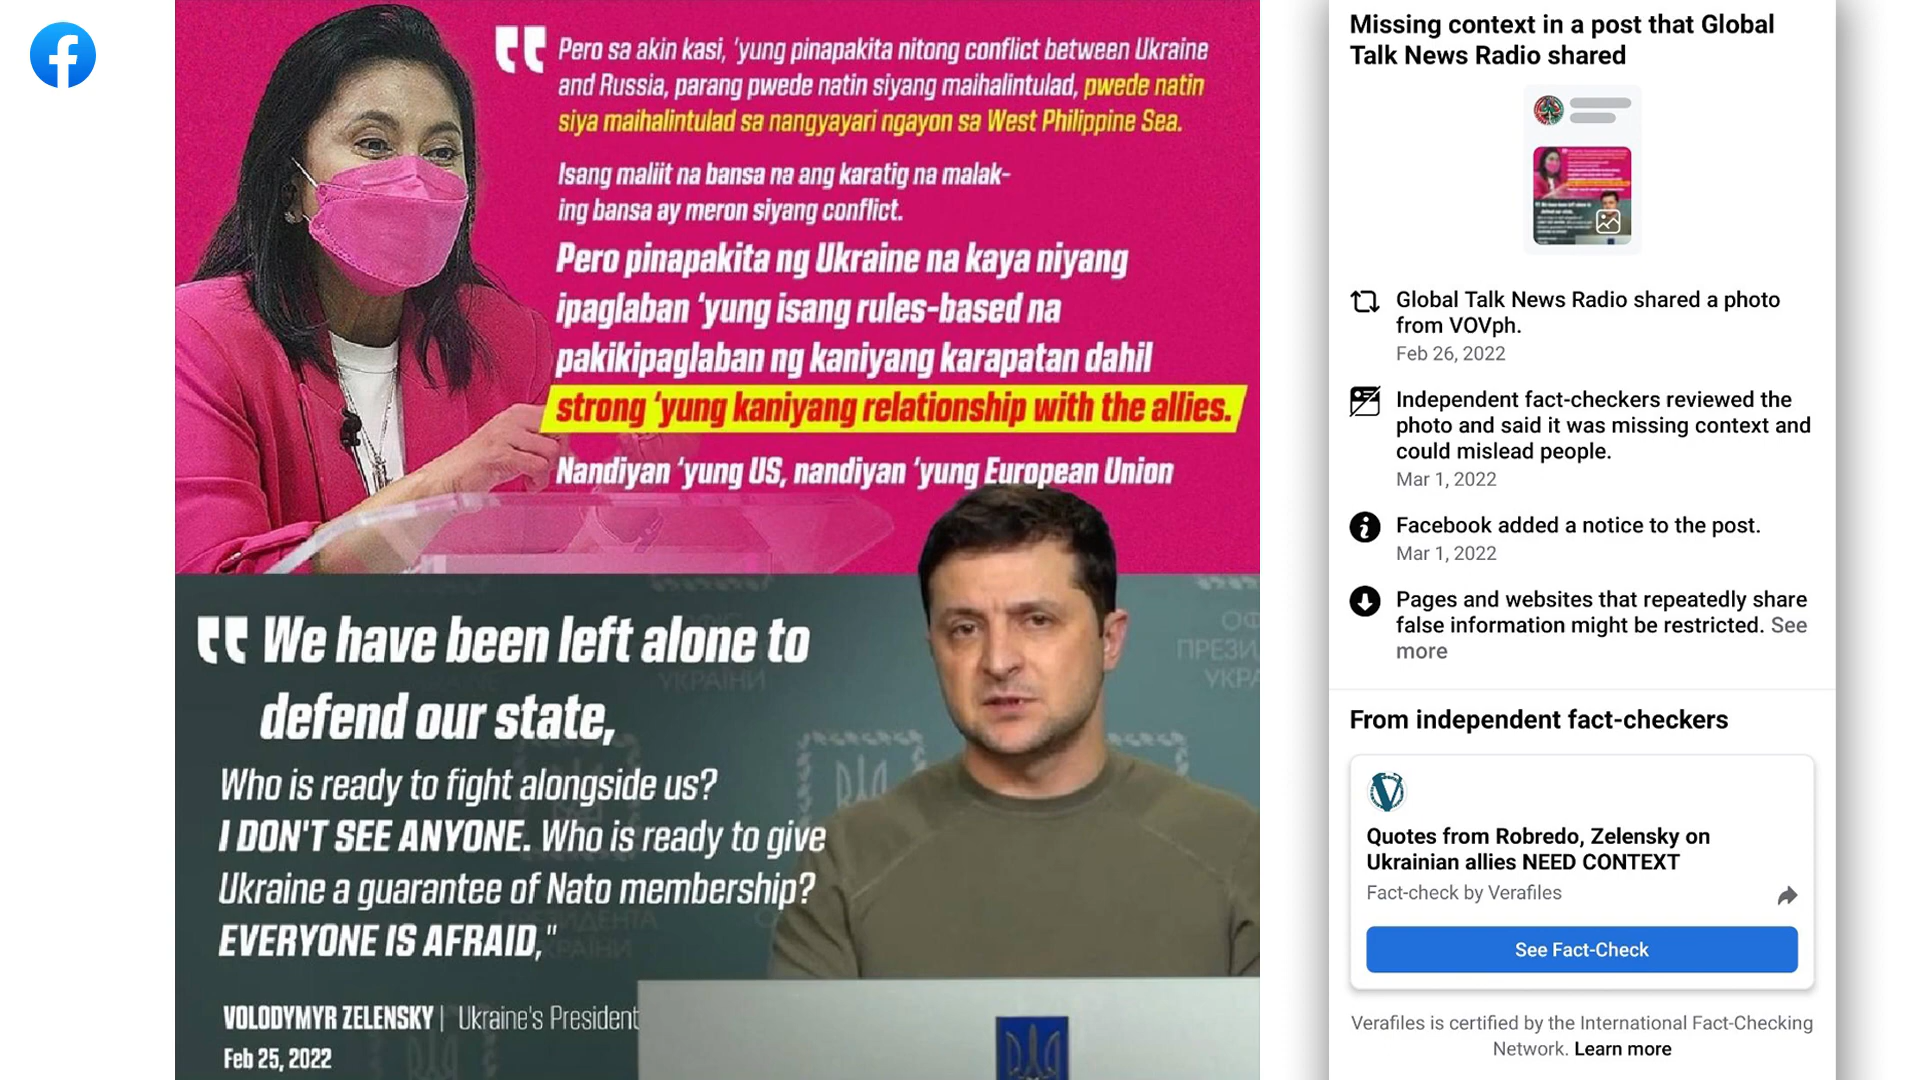 Pero sa akin kasi, 'yung pinapakita nitong conflict between Ukraine
and Russia, parang pwede natin siyang maihalintulad, pwede natin
siya maihalintulad sa nangyayari ngayon sa West Philippine Sea.
Isang maliit na bansa na ang karatig na malak-
ing bansa ay meron siyang conflict.
Pero pinapakita ng Ukraine na kaya niyang
ipaglaban 'yung isang rules-based na
pakikipaglaban ng kaniyang karapatan dahil
strong 'yung kaniyang relationship with the allies.
Nandiyan 'yung US, nandiyan 'yung European Union
We have been left alone to
defend our state,
Who is ready to fight alongside us?
I DON'T SEE ANYONE. Who is ready to give
Ukraine a guarantee of Nato membership?
EVERYONE IS AFRAID,"
VOLODYMYR ZELENSKY | Ukraine's President
Feb 25, 2022
Missing context in a post that Global
Talk News Radio shared
Global Talk News Radio shared a photo
from VOVph.
Feb 26, 2022
Independent fact-checkers reviewed the
photo and said it was missing context and
could mislead people.
Mar 1, 2022
Facebook added a notice to the post.
Mar 1, 2022
Pages and websites that repeatedly share
false information might be restricted. See
more
From independent fact-checkers
Quotes from Robredo, Zelensky on
Ukrainian allies NEED CONTEXT
Fact-check by Verafiles
See Fact-Check
Verafiles is certified by the International Fact-Checking
Network. Learn more